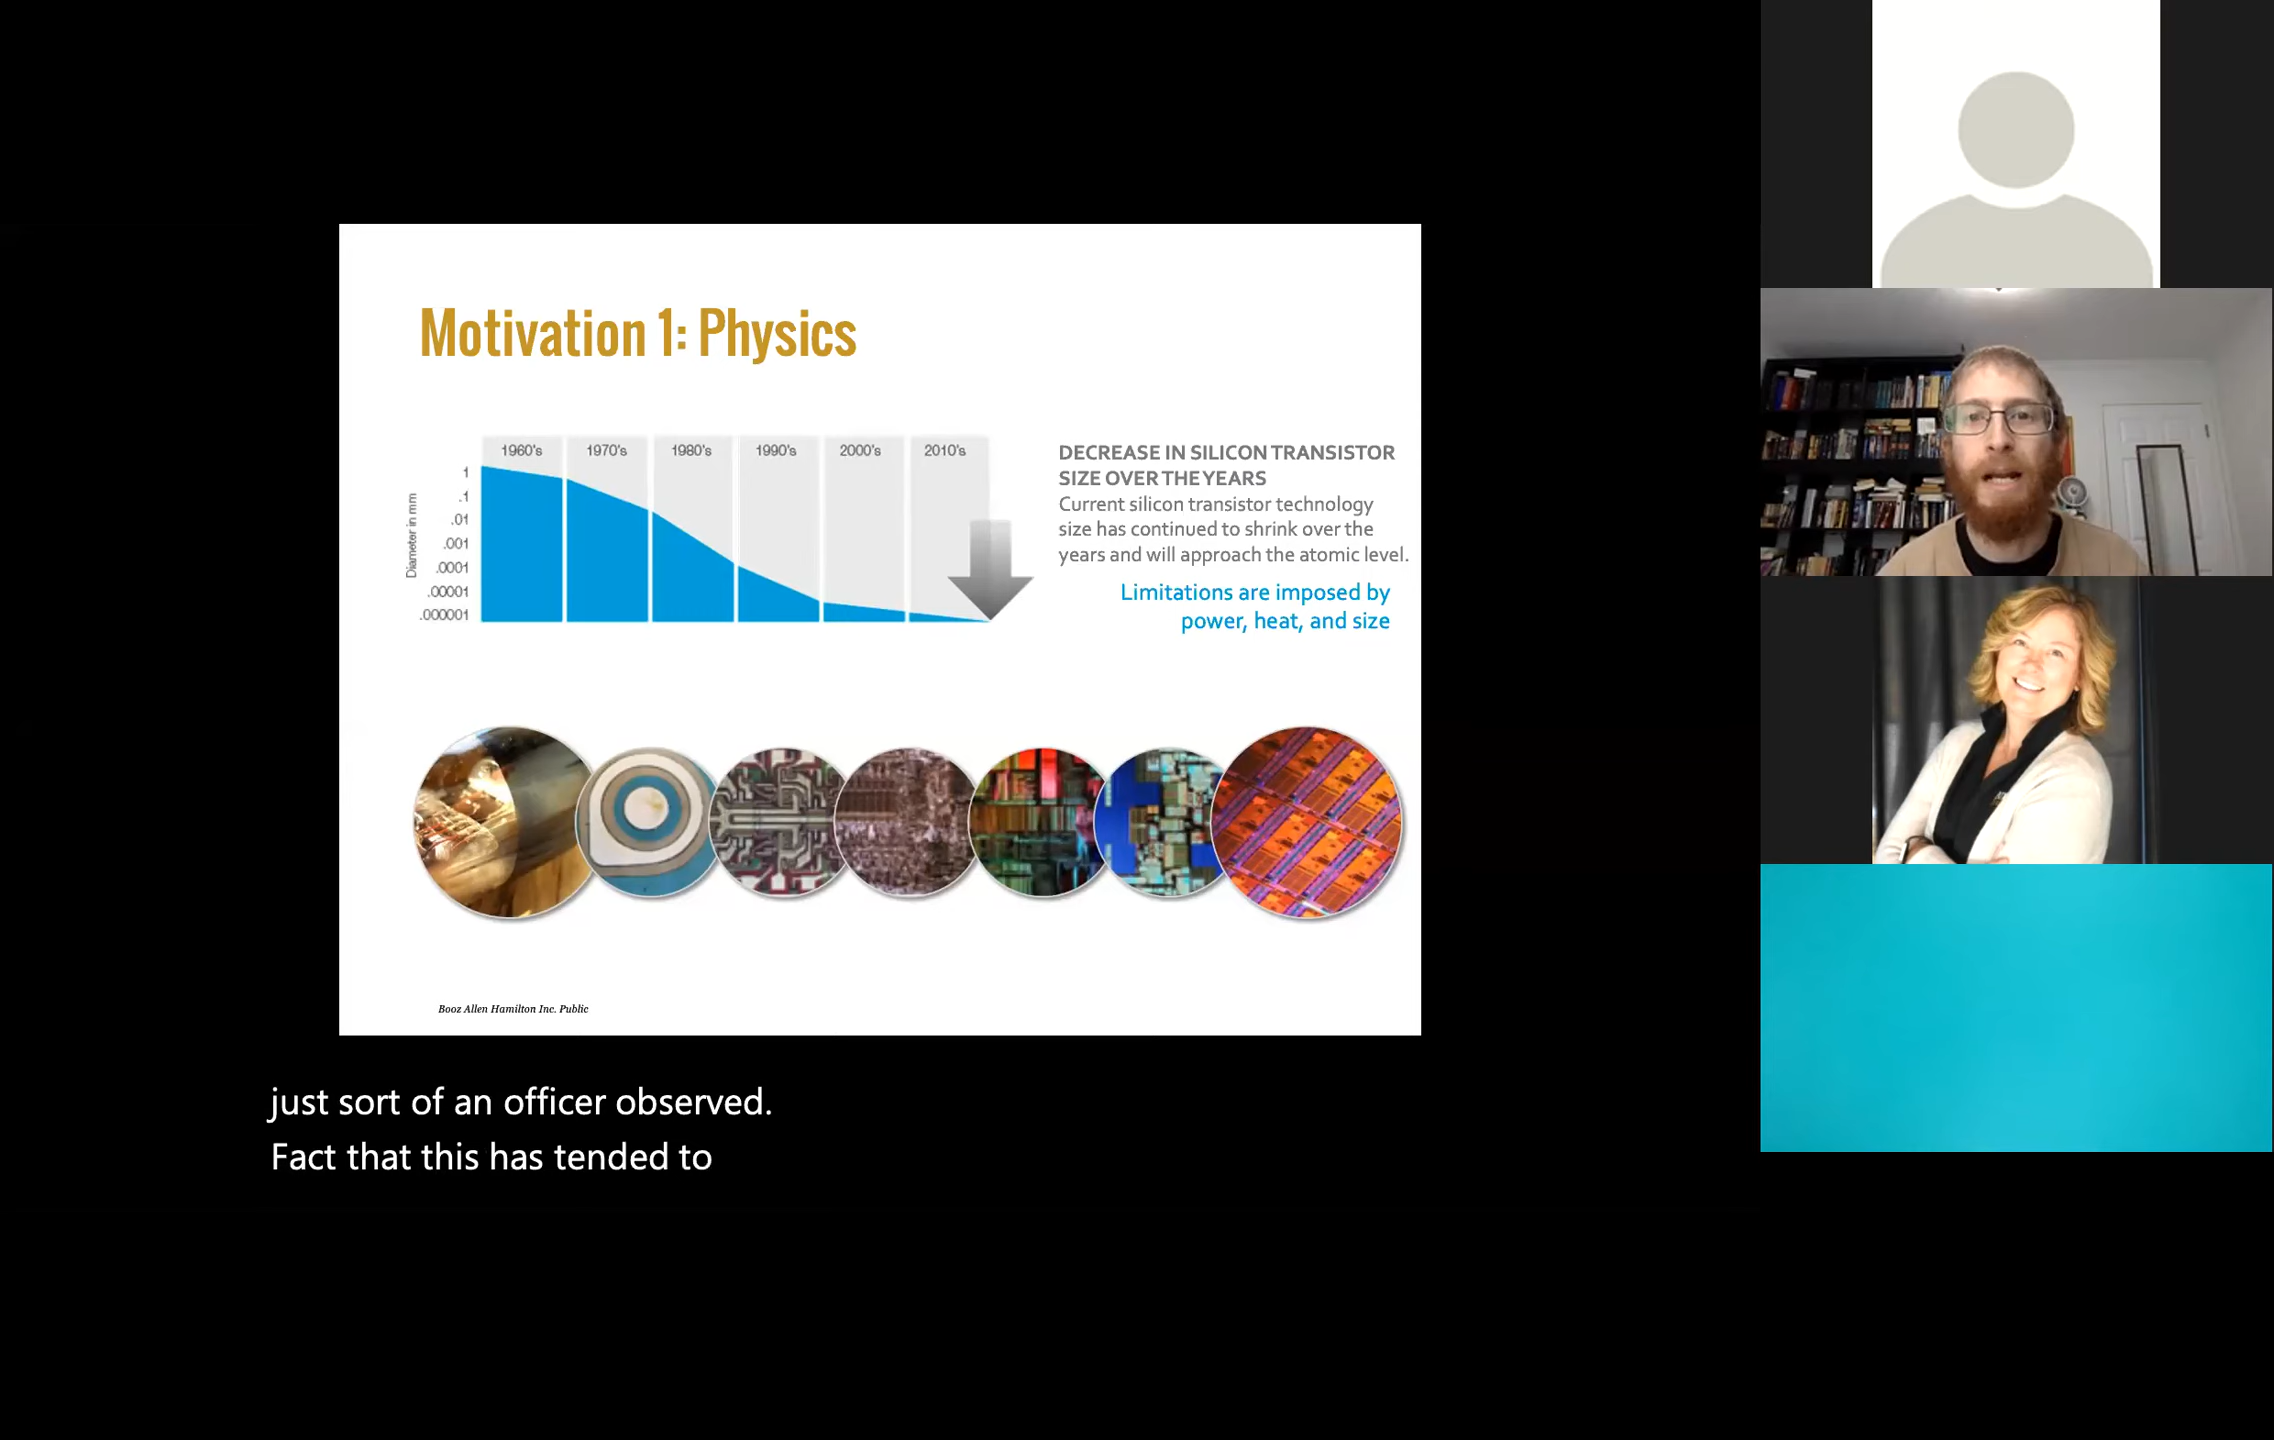 Motivation 1: Physics
1960's 1970's 1980's 1990's 2000's 2010's
Diameter in mm
1
.1
.01
.001
.0001
.00001
.000001
DECREASE IN SILICON TRANSISTOR
SIZE OVER THE YEARS
Current silicon transistor technology
size has continued to shrink over the
years and will approach the atomic level.
Limitations are imposed by
power, heat, and size
Booz Allen Hamilton Inc. Public
just sort of an officer observed.
Fact that this has tended to